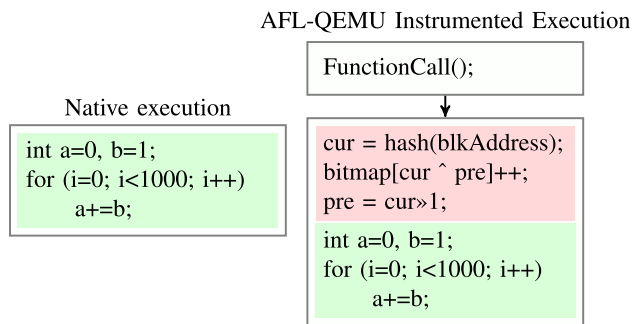 Native execution
int a=0, b=1;
for (i=0; i<1000; i++)
a+=b;
AFL-QEMU Instrumented Execution
FunctionCall();
cur = hash(blkAddress);
bitmap[cur ˆ pre]++;
pre = cur»1;
int a=0, b=1;
for (i=0; i<1000; i++)
a+=b;